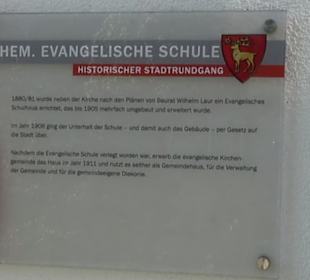 HEM. EVANGELISCHE SCHULE
HISTORISCHER STADTRUNDGANG
1880/81 wurde neben der Kirche nach den Plänen von Baurat Wilhelm Laur ein Evangelisches
Schulhaus errichtet, das bis 1905 mehrfach umgebaut und erweitert wurde.
Im Jahr 1908 ging der Unterhalt der Schule – und damit auch das Gebäude – per Gesetz auf
die Stadt über.
Nachdem die Evangelische Schule verlegt worden war, erwarb die evangelische Kirchen-
gemeinde das Haus im Jahr 1911 und nutzt es seither als Gemeindehaus, für die Verwaltung
der Gemeinde und für die gemeindeeigene Diakonie.